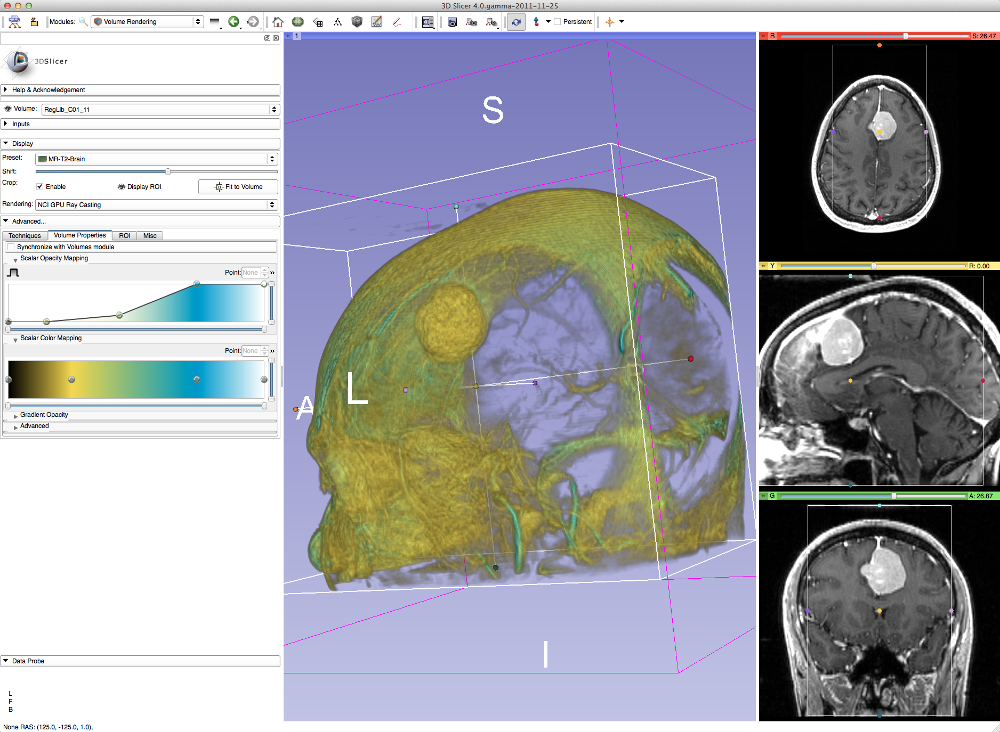 3D Slicer 4.0.gamma-2011-11-25
Modules: Volume Rendering
Persistent
3DSlicer
Help & Acknowledgement
Volume: RegLib_C01_11
Inputs
Display
Preset: MR-T2-Brain
Shift:
Crop: Enable Display ROI Fit to Volume
Rendering: NCI GPU Ray Casting
Advanced...
Techniques Volume Properties ROI Misc
Synchronize with Volumes module
Scalar Opacity Mapping
Point: None »
Scalar Color Mapping
Point: None »
Gradient Opacity
Advanced
Data Probe
L
F
B
None RAS: (125.0, -125.0, 1.0),
1
S
L
A
I
R S: 26.47
Y R: 0.00
G A: 26.87